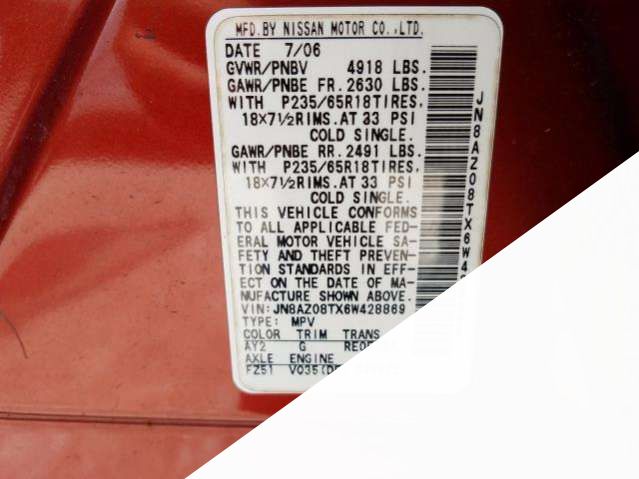 MFD.BY NISSAN MOTOR CO.,LTD.
DATE 7/06
GVWR/PNBV 4918 LBS.
GAWR/PNBE FR.2630 LBS.
WITH P235/65R18TIRES,
18X7½RIMS.AT 33 PSI
COLD SINGLE.
GAWR/PNBE RR.2491 LBS.
WITH P235/65R18TIRES,
18X7½RIMS.AT 33 PSI
COLD SINGLE.
THIS VEHICLE CONFORMS
TO ALL APPLICABLE FED-
ERAL MOTOR VEHICLE SA-
FETY AND THEFT PREVEN-
TION STANDARDS IN EFF-
ECT ON THE DATE OF MA-
NUFACTURE SHOWN ABOVE.
VIN:JN8AZ08TX6W428869
TYPE: MPV
COLOR TRIM TRANS
AY2 G
AXLE ENGINE
FZ51 VQ35(DE
JN8AZ08TX6W4